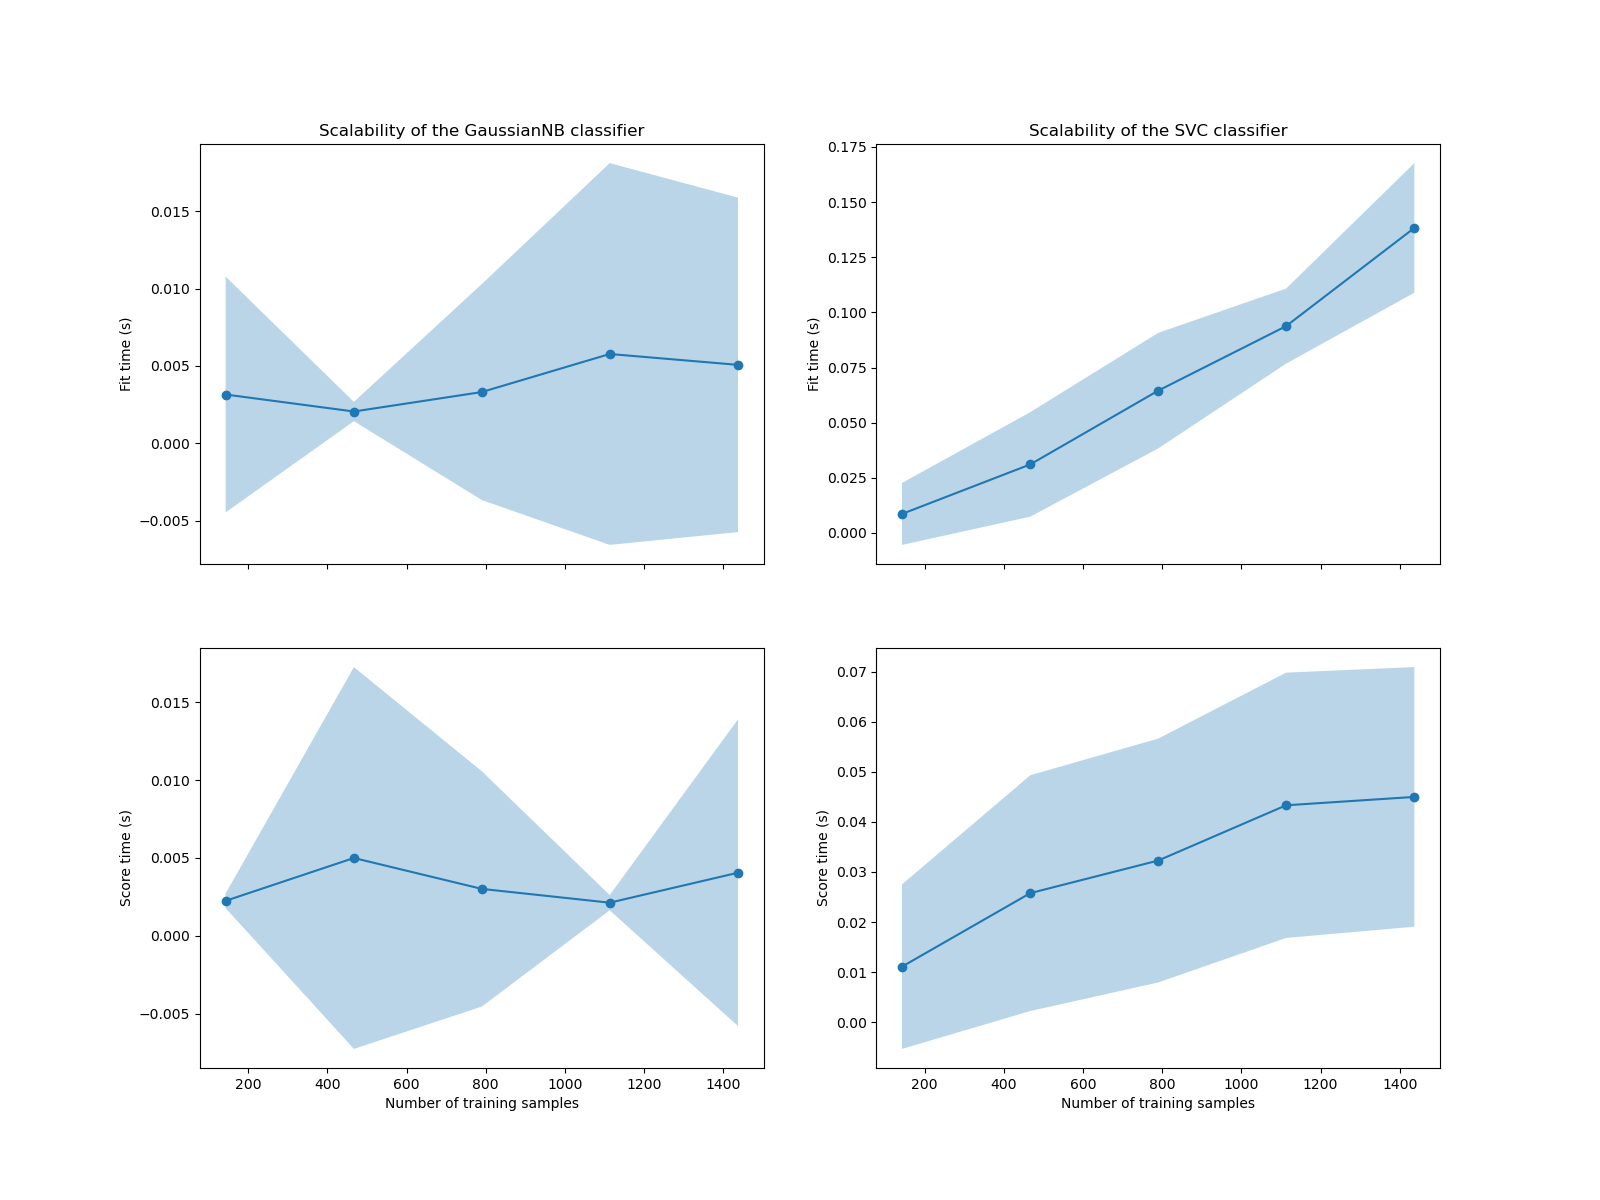 Scalability of the GaussianNB classifier
0.015
0.010
0.005
0.000
−0.005
Fit time (s)
Scalability of the SVC classifier
0.175
0.150
0.125
0.100
0.075
0.050
0.025
0.000
Fit time (s)
0.015
0.010
0.005
0.000
−0.005
Score time (s)
200 400 600 800 1000 1200 1400
Number of training samples
0.07
0.06
0.05
0.04
0.03
0.02
0.01
0.00
Score time (s)
200 400 600 800 1000 1200 1400
Number of training samples